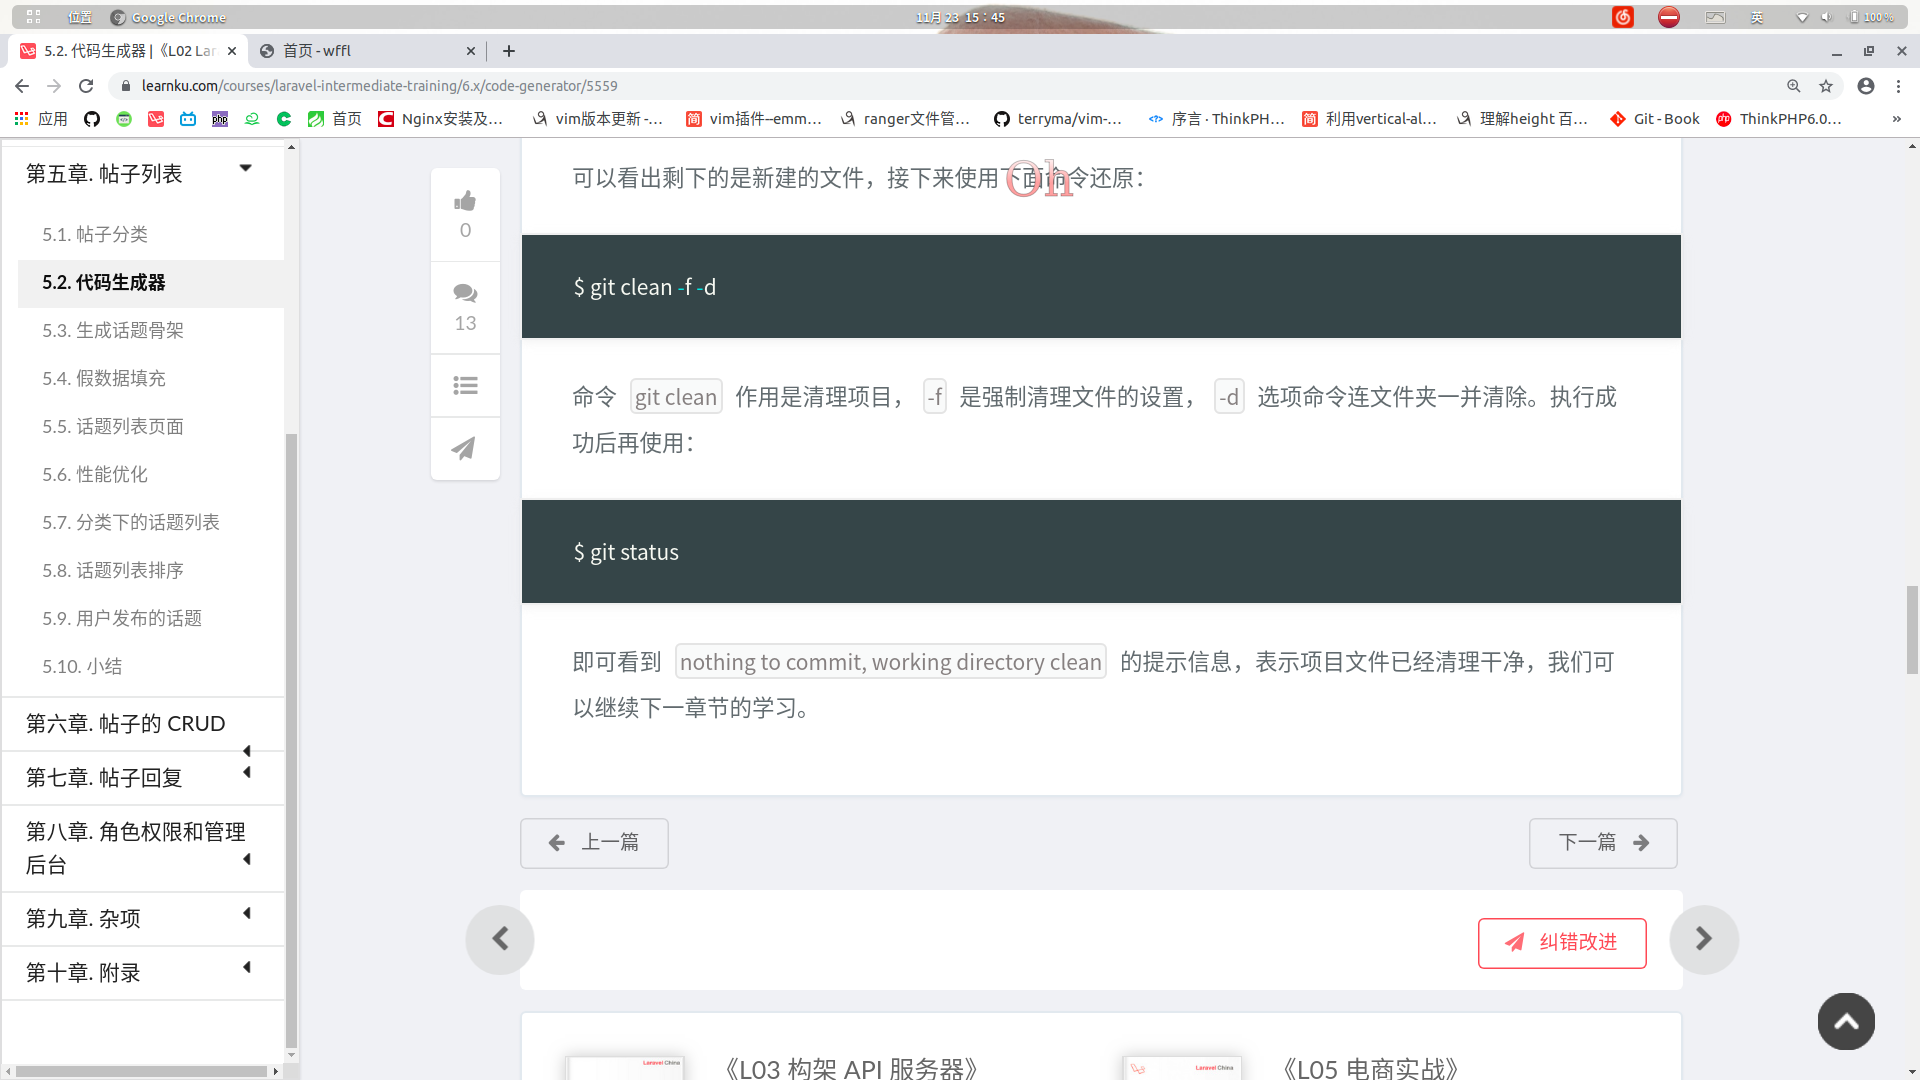 位置 Google Chrome 11月 23 15：45 英 100 %
5.2. 代码生成器 |《L02 Lar 首页 - wffl
learnku.com/courses/laravel-intermediate-training/6.x/code-generator/5559
应用 首页 Nginx安装及... vim版本更新 -... vim插件--emm... ranger文件管... terryma/vim-... 序言 · ThinkPH... 利用vertical-al... 理解height 百... Git - Book ThinkPHP6.0... »
第五章. 帖子列表
5.1. 帖子分类
5.2. 代码生成器
5.3. 生成话题骨架
5.4. 假数据填充
5.5. 话题列表页面
5.6. 性能优化
5.7. 分类下的话题列表
5.8. 话题列表排序
5.9. 用户发布的话题
5.10. 小结
第六章. 帖子的 CRUD
第七章. 帖子回复
第八章. 角色权限和管理
后台
第九章. 杂项
第十章. 附录
0
13
可以看出剩下的是新建的文件，接下来使用下面命令还原：
Oh
$ git clean -f -d
命令 git clean 作用是清理项目， -f 是强制清理文件的设置， -d 选项命令连文件夹一并清除。执行成
功后再使用：
$ git status
即可看到 nothing to commit, working directory clean 的提示信息，表示项目文件已经清理干净，我们可
以继续下一章节的学习。
上一篇
下一篇
纠错改进
Laravel China
《L03 构架 API 服务器》
Laravel China
《L05 电商实战》